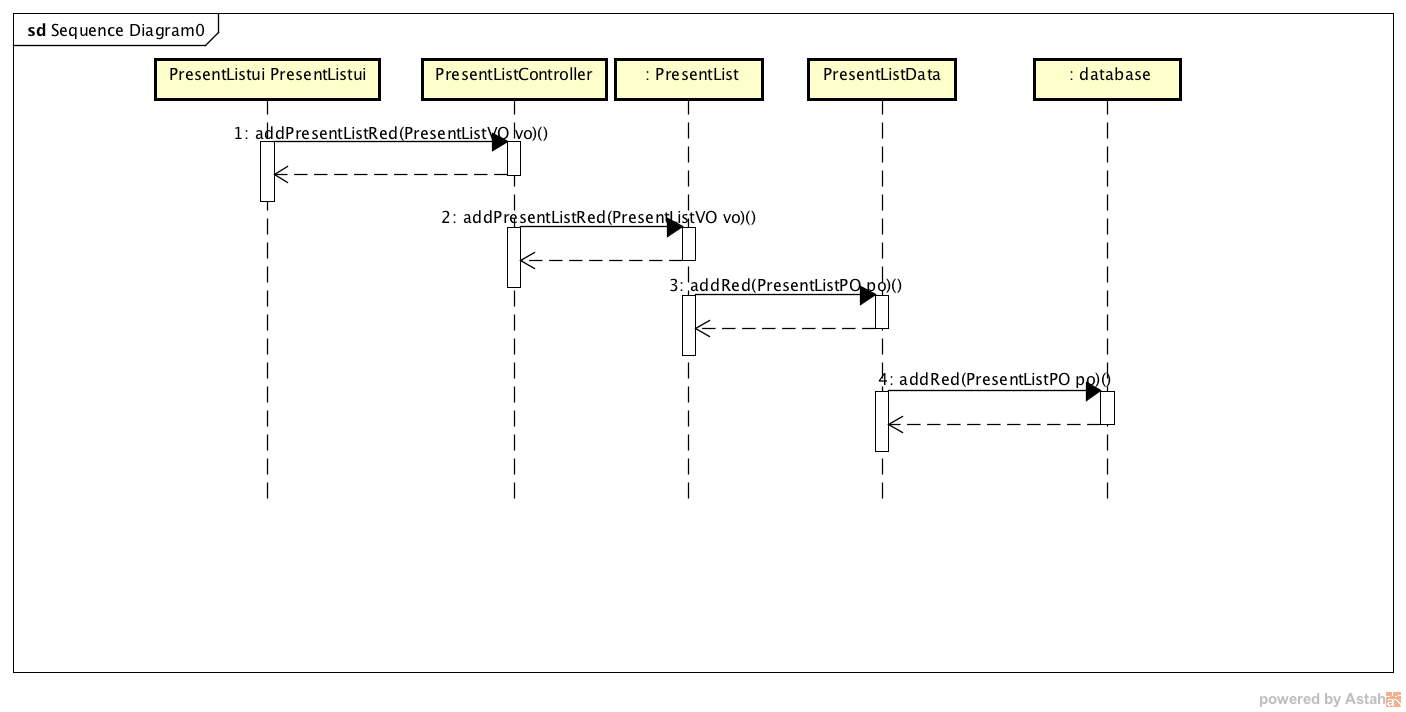 sd Sequence Diagram0
PresentListui PresentListui
PresentListController
: PresentList
PresentListData
: database
1: addPresentListRed(PresentListVO vo)()
2: addPresentListRed(PresentListVO vo)()
3: addRed(PresentListPO po)()
4: addRed(PresentListPO po)()
powered by Astah